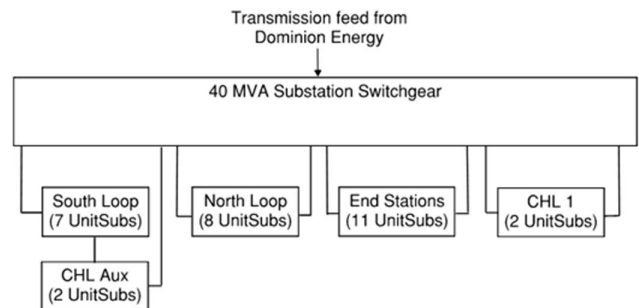 Transmission feed from
Dominion Energy
40 MVA Substation Switchgear
South Loop
(7 UnitSubs)
North Loop
(8 UnitSubs)
End Stations
(11 UnitSubs)
CHL 1
(2 UnitSubs)
CHL Aux
(2 UnitSubs)